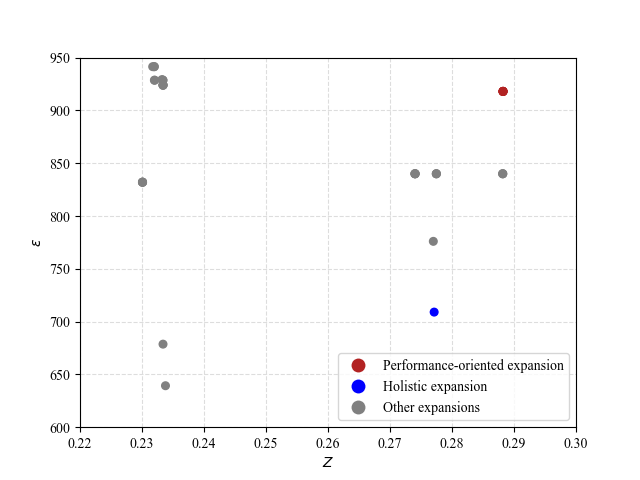 950
900
850
800
750
700
650
600
ε
0.22 0.23 0.24 0.25 0.26 0.27 0.28 0.29 0.30
Z
Performance-oriented expansion
Holistic expansion
Other expansions